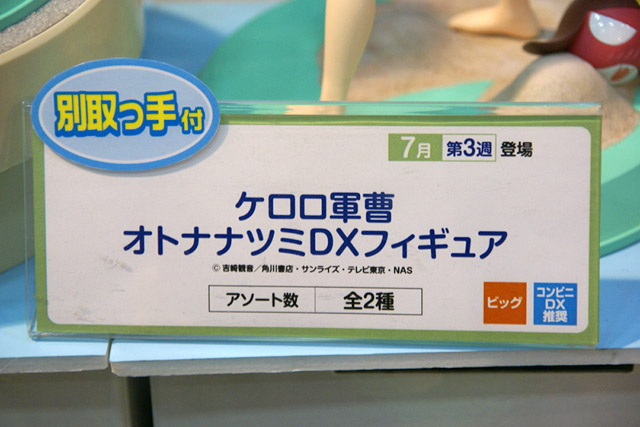 別取っ手付
7月 第3週 登場
ケロロ軍曹
オトナナツミDXフィギュア
© 吉崎観音／角川書店・サンライズ・テレビ東京・NAS
アソート数 全2種
ビッグ
コンビニ
DX
推奨